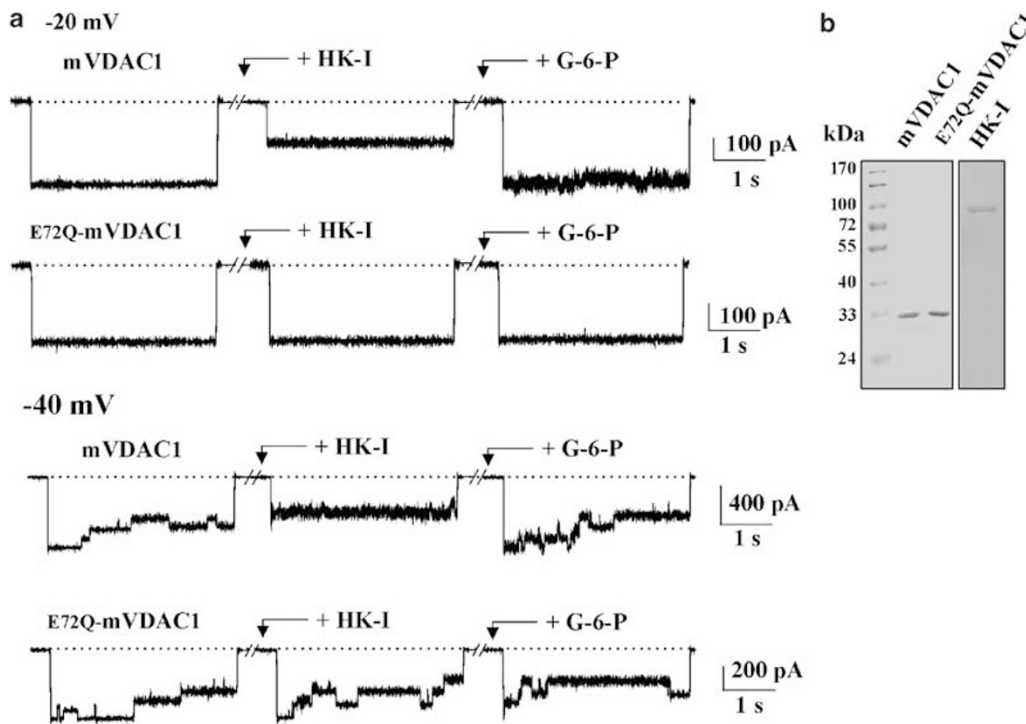 a
-20 mV
mVDAC1
+ HK-I
+ G-6-P
100 pA
1 s
E72Q-mVDAC1
+ HK-I
+ G-6-P
100 pA
1 s
-40 mV
mVDAC1
+ HK-I
+ G-6-P
400 pA
1 s
E72Q-mVDAC1
+ HK-I
+ G-6-P
200 pA
1 s
b
kDa
mVDAC1
E72Q-mVDAC1
HK-I
170
100
72
55
40
33
24